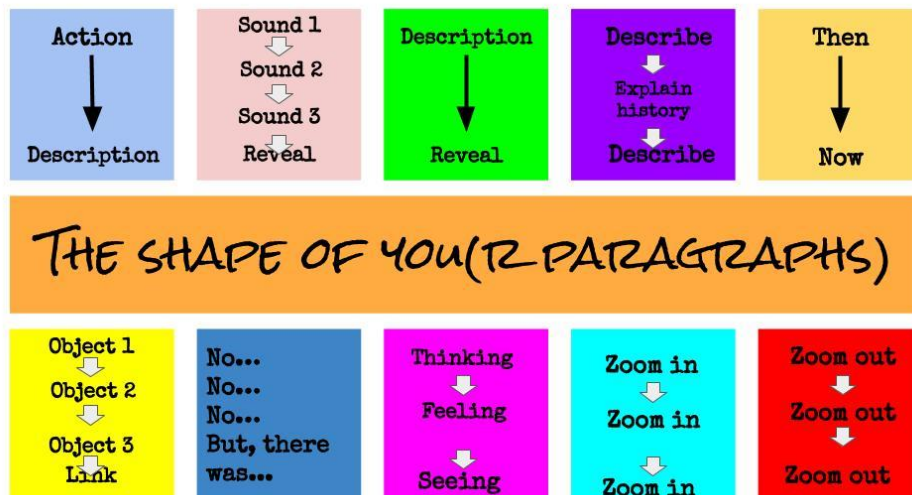 Action
Description
Sound 1
Sound 2
Sound 3
Reveal
Description
Reveal
Describe
Explain
history
Describe
Then
Now
The shape of you(r paragraphs)
Object 1
Object 2
Object 3
Link
No...
No...
No...
But, there
was...
Thinking
Feeling
Seeing
Zoom in
Zoom in
Zoom in
Zoom out
Zoom out
Zoom out